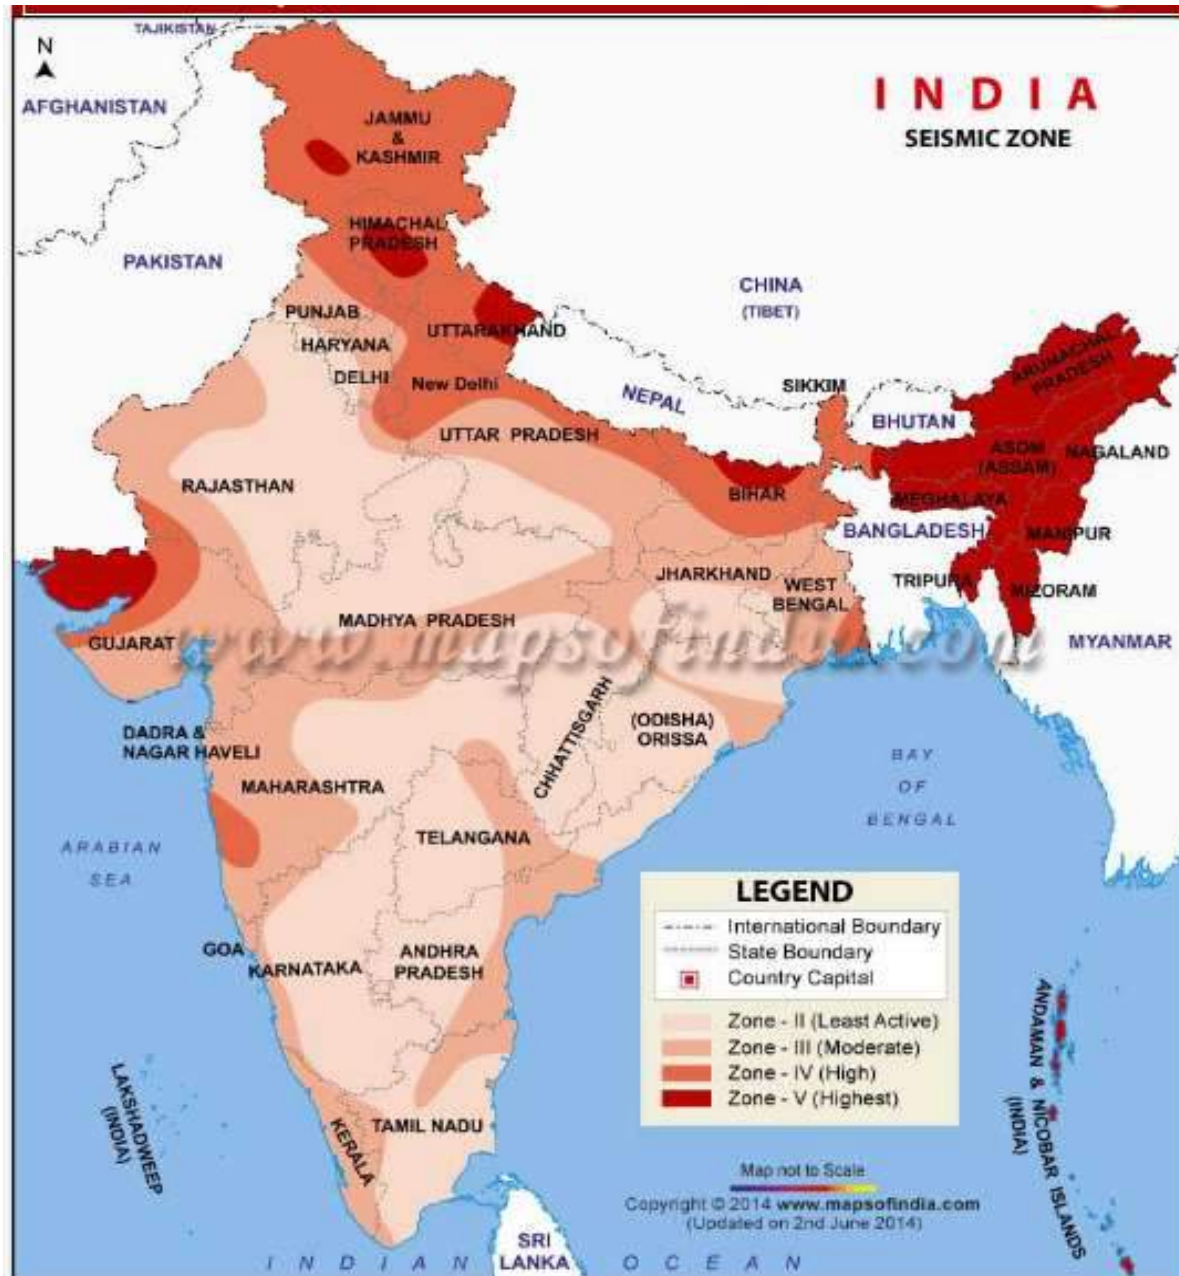 TAJIKISTAN
N
AFGHANISTAN
INDIA
SEISMIC ZONE
JAMMU
&
KASHMIR
HIMACHAL
PRADESH
PAKISTAN
CHINA
(TIBET)
PUNJAB
UTTARAKHAND
HARYANA
DELHI
New Delhi
NEPAL
SIKKIM
BHUTAN
ARUNACHAL
PRADESH
UTTAR PRADESH
ASOM
(ASSAM)
NAGALAND
RAJASTHAN
BIHAR
MEGHALAYA
BANGLADESH
MANIPUR
JHARKHAND
WEST
BENGAL
TRIPURA
MIZORAM
MADHYA PRADESH
GUJARAT
www.mapsofindia.com
MYANMAR
DADRA &
NAGAR HAVELI
CHHATTISGARH
(ODISHA)
ORISSA
BAY
OF
BENGAL
MAHARASHTRA
TELANGANA
ARABIAN
SEA
GOA
KARNATAKA
ANDHRA
PRADESH
LEGEND
International Boundary
State Boundary
Country Capital
Zone - II (Least Active)
Zone - III (Moderate)
Zone - IV (High)
Zone - V (Highest)
ANDAMAN & NICOBAR ISLANDS
(INDIA)
LAKSHADWEEP
(INDIA)
KERALA
TAMIL NADU
Map not to Scale
Copyright © 2014 www.mapsofindia.com
(Updated on 2nd June 2014)
SRI
LANKA
INDIAN OCEAN